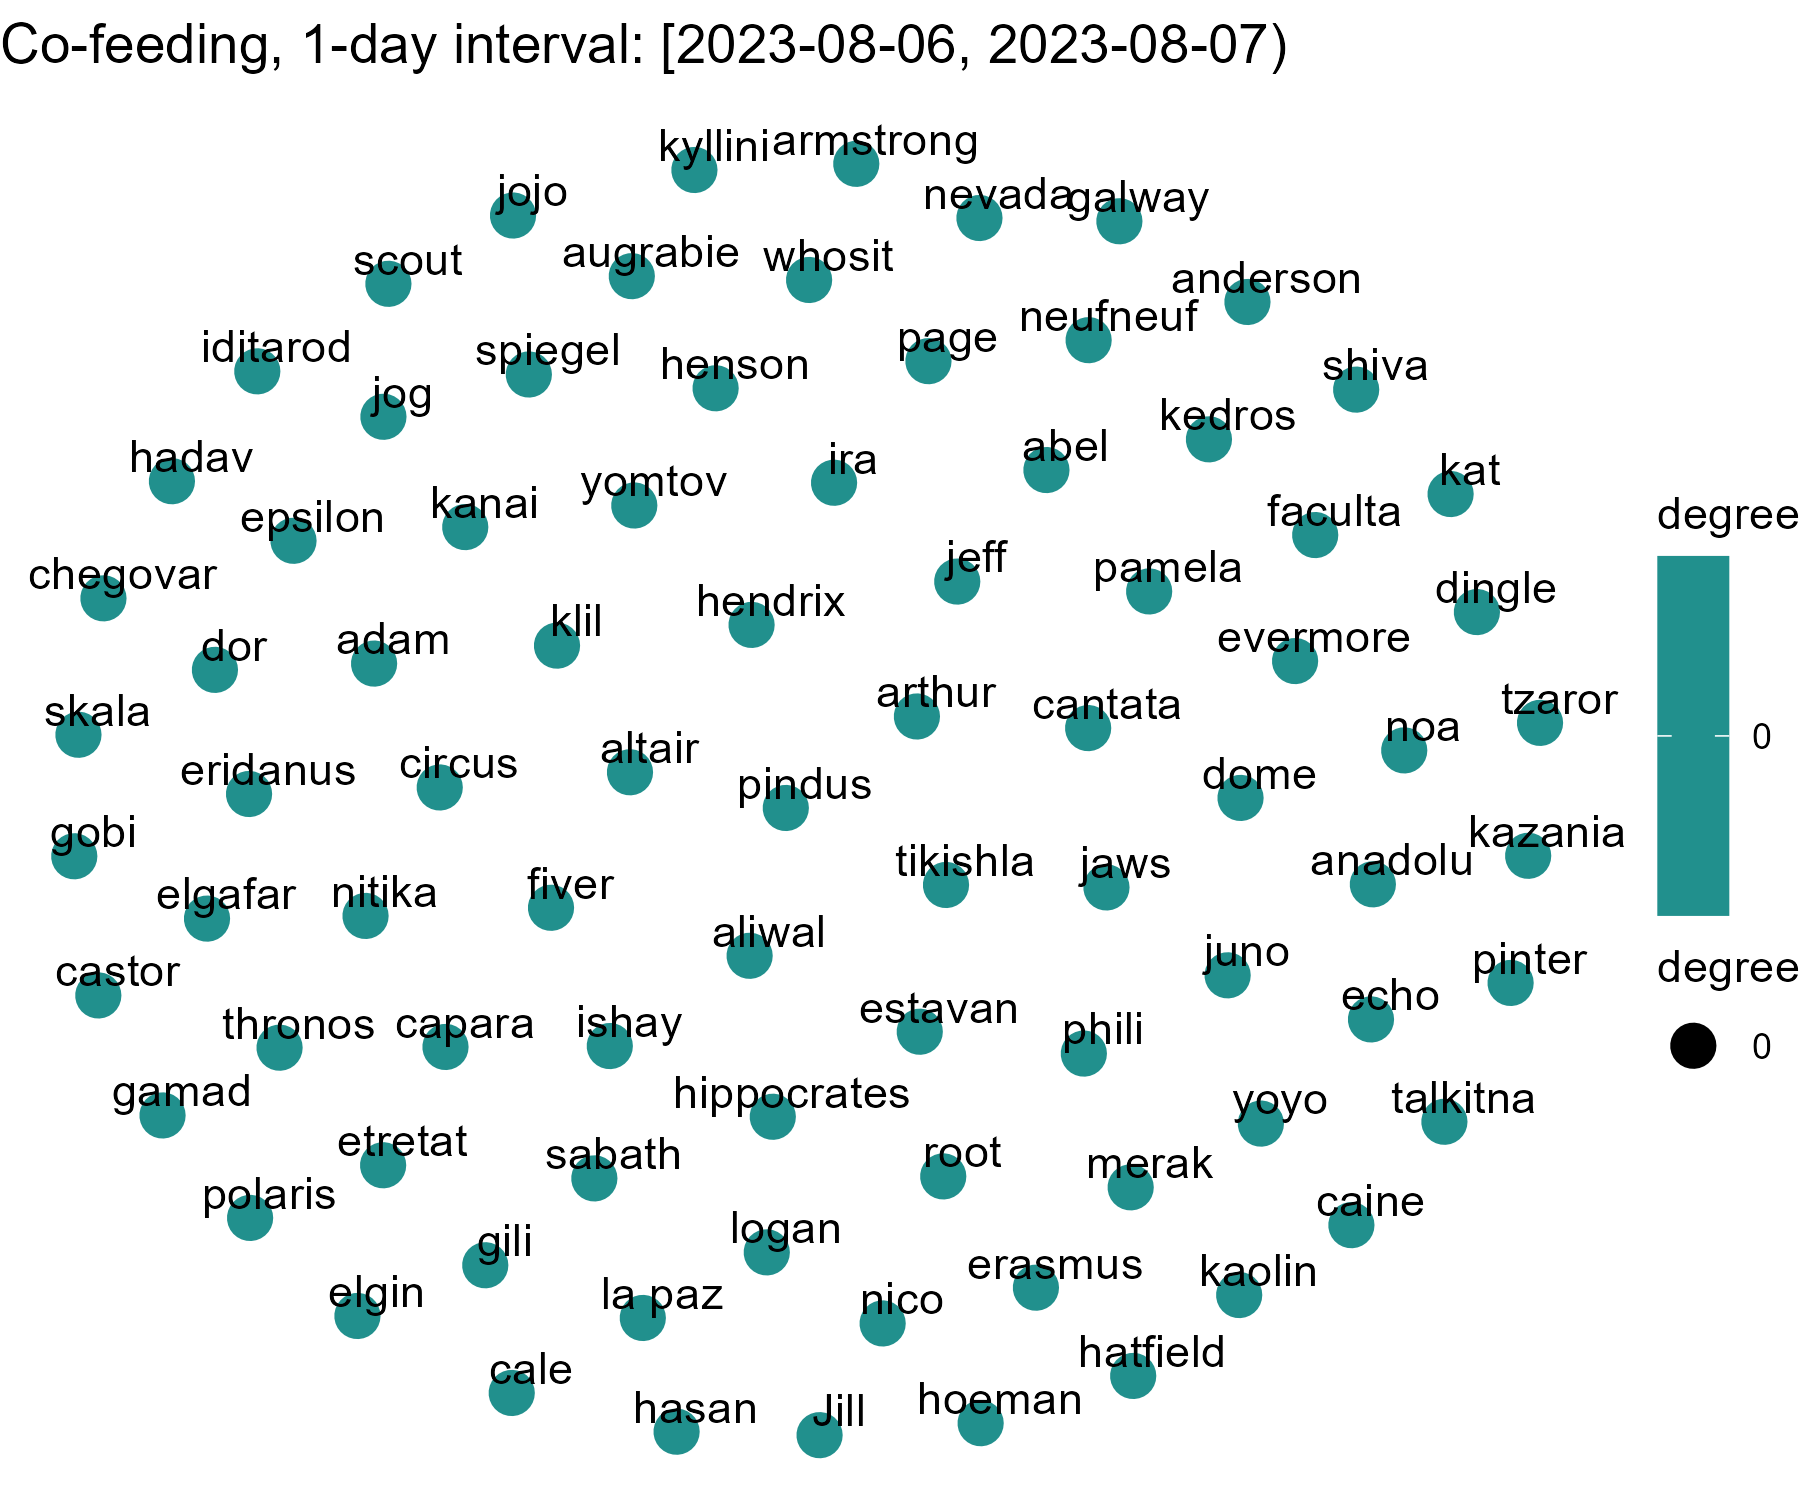 Co-feeding, 1-day interval: [2023-08-06, 2023-08-07)
kyllini
armstrong
jojo
nevada
galway
scout
augrabie
whosit
anderson
iditarod
spiegel
henson
page
neufneuf
shiva
jog
kedros
hadav
yomtov
ira
abel
kat
epsilon
kanai
faculta
degree
chegovar
jeff
pamela
dingle
hendrix
klil
dor
adam
evermore
skala
arthur
cantata
noa
tzaror
0
eridanus
circus
altair
pindus
dome
gobi
kazania
elgafar
nitika
fiver
tikishla
jaws
anadolu
aliwal
juno
pinter
degree
castor
echo
thronos
capara
ishay
estavan
phili
0
gamad
hippocrates
yoyo
talkitna
etretat
sabath
root
merak
polaris
caine
gili
logan
erasmus
kaolin
elgin
la paz
nico
cale
hatfield
hasan
Jill
hoeman